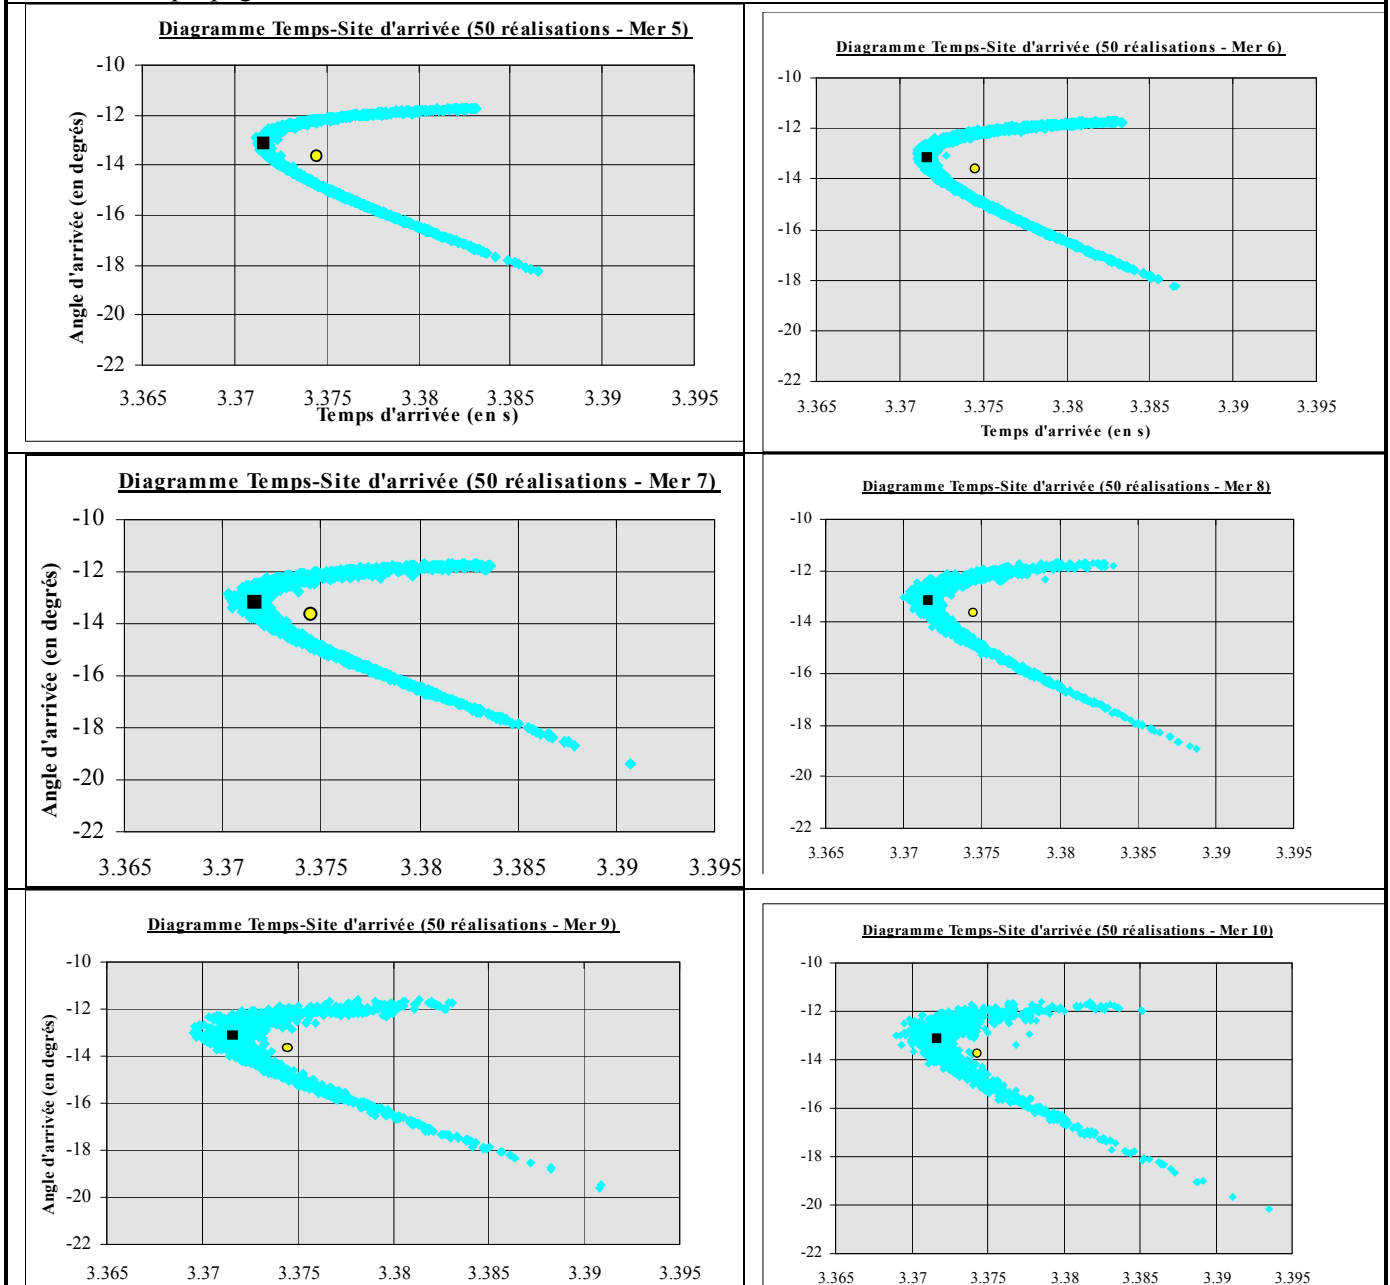 Diagramme Temps-Site d'arrivée (50 réalisations - Mer 5)
-10
-12
-14
-16
-18
-20
-22
Angle d'arrivée (en degrés)
3.365 3.37 3.375 3.38 3.385 3.39 3.395
Temps d'arrivée (en s)
Diagramme Temps-Site d'arrivée (50 réalisations - Mer 6)
-10
-12
-14
-16
-18
-20
-22
3.365 3.37 3.375 3.38 3.385 3.39 3.395
Temps d'arrivée (en s)
Diagramme Temps-Site d'arrivée (50 réalisations - Mer 7)
-10
-12
-14
-16
-18
-20
-22
Angle d'arrivée (en degrés)
3.365 3.37 3.375 3.38 3.385 3.39 3.395
Diagramme Temps-Site d'arrivée (50 réalisations - Mer 8)
-10
-12
-14
-16
-18
-20
-22
3.365 3.37 3.375 3.38 3.385 3.39 3.395
Diagramme Temps-Site d'arrivée (50 réalisations - Mer 9)
-10
-12
-14
-16
-18
-20
-22
Angle d'arrivée (en degrés)
3.365 3.37 3.375 3.38 3.385 3.39 3.395
Diagramme Temps-Site d'arrivée (50 réalisations - Mer 10)
-10
-12
-14
-16
-18
-20
-22
3.365 3.37 3.375 3.38 3.385 3.39 3.395